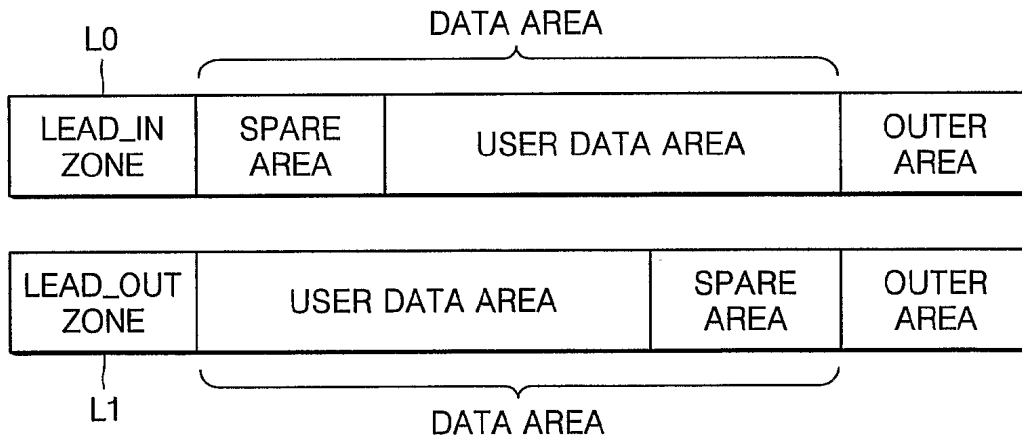 DATA AREA
L0
LEAD_IN
ZONE
SPARE
AREA
USER DATA AREA
OUTER
AREA
LEAD_OUT
ZONE
USER DATA AREA
SPARE
AREA
OUTER
AREA
L1
DATA AREA